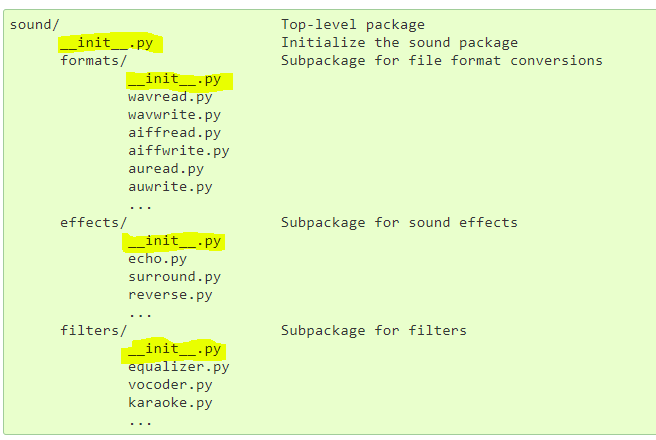 sound/                          Top-level package
      __init__.py               Initialize the sound package
      formats/                  Subpackage for file format conversions
              __init__.py
              wavread.py
              wavwrite.py
              aiffread.py
              aiffwrite.py
              auread.py
              auwrite.py
              ...
      effects/                  Subpackage for sound effects
              __init__.py
              echo.py
              surround.py
              reverse.py
              ...
      filters/                  Subpackage for filters
              __init__.py
              equalizer.py
              vocoder.py
              karaoke.py
              ...